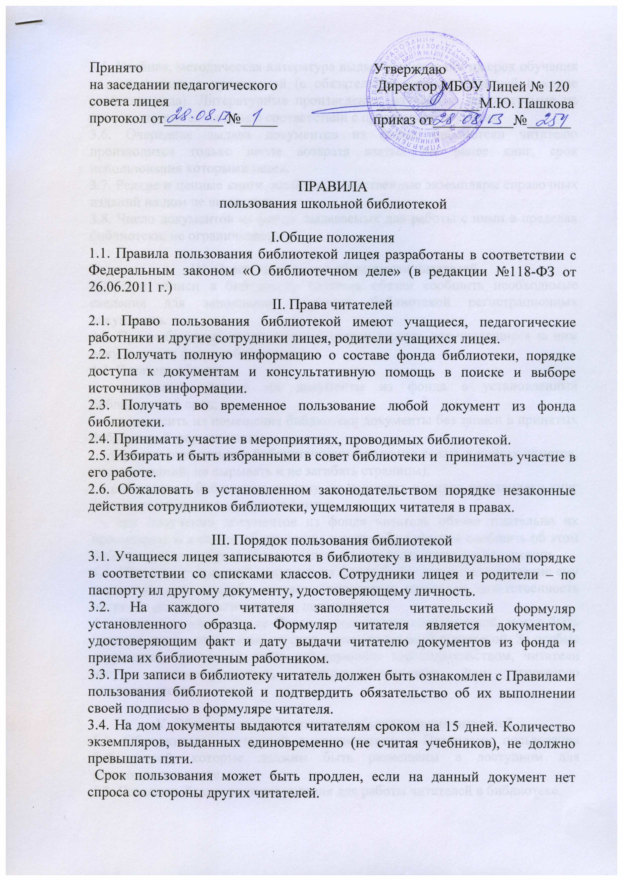 Принято
на заседании педагогического
совета лицея
протокол от 28.08.13 № 1
Утверждаю
Директор МБОУ Лицей № 120
М.Ю. Пашкова
приказ от 28 08 13 № 251
ПРАВИЛА
пользования школьной библиотекой
I.Общие положения
1.1. Правила пользования библиотекой лицея разработаны в соответствии с
Федеральным законом «О библиотечном деле» (в редакции №118-ФЗ от
26.06.2011 г.)
II. Права читателей
2.1. Право пользования библиотекой имеют учащиеся, педагогические
работники и другие сотрудники лицея, родители учащихся лицея.
2.2. Получать полную информацию о составе фонда библиотеки, порядке
доступа к документам и консультативную помощь в поиске и выборе
источников информации.
2.3. Получать во временное пользование любой документ из фонда
библиотеки.
2.4. Принимать участие в мероприятиях, проводимых библиотекой.
2.5. Избирать и быть избранными в совет библиотеки и принимать участие в
его работе.
2.6. Обжаловать в установленном законодательством порядке незаконные
действия сотрудников библиотеки, ущемляющих читателя в правах.
III. Порядок пользования библиотекой
3.1. Учащиеся лицея записываются в библиотеку в индивидуальном порядке
в соответствии со списками классов. Сотрудники лицея и родители – по
паспорту ил другому документу, удостоверяющему личность.
3.2. На каждого читателя заполняется читательский формуляр
установленного образца. Формуляр читателя является документом,
удостоверяющим факт и дату выдачи читателю документов из фонда и
приема их библиотечным работником.
3.3. При записи в библиотеку читатель должен быть ознакомлен с Правилами
пользования библиотекой и подтвердить обязательство об их выполнении
своей подписью в формуляре читателя.
3.4. На дом документы выдаются читателям сроком на 15 дней. Количество
экземпляров, выданных единовременно (не считая учебников), не должно
превышать пяти.
Срок пользования может быть продлен, если на данный документ нет
спроса со стороны других читателей.